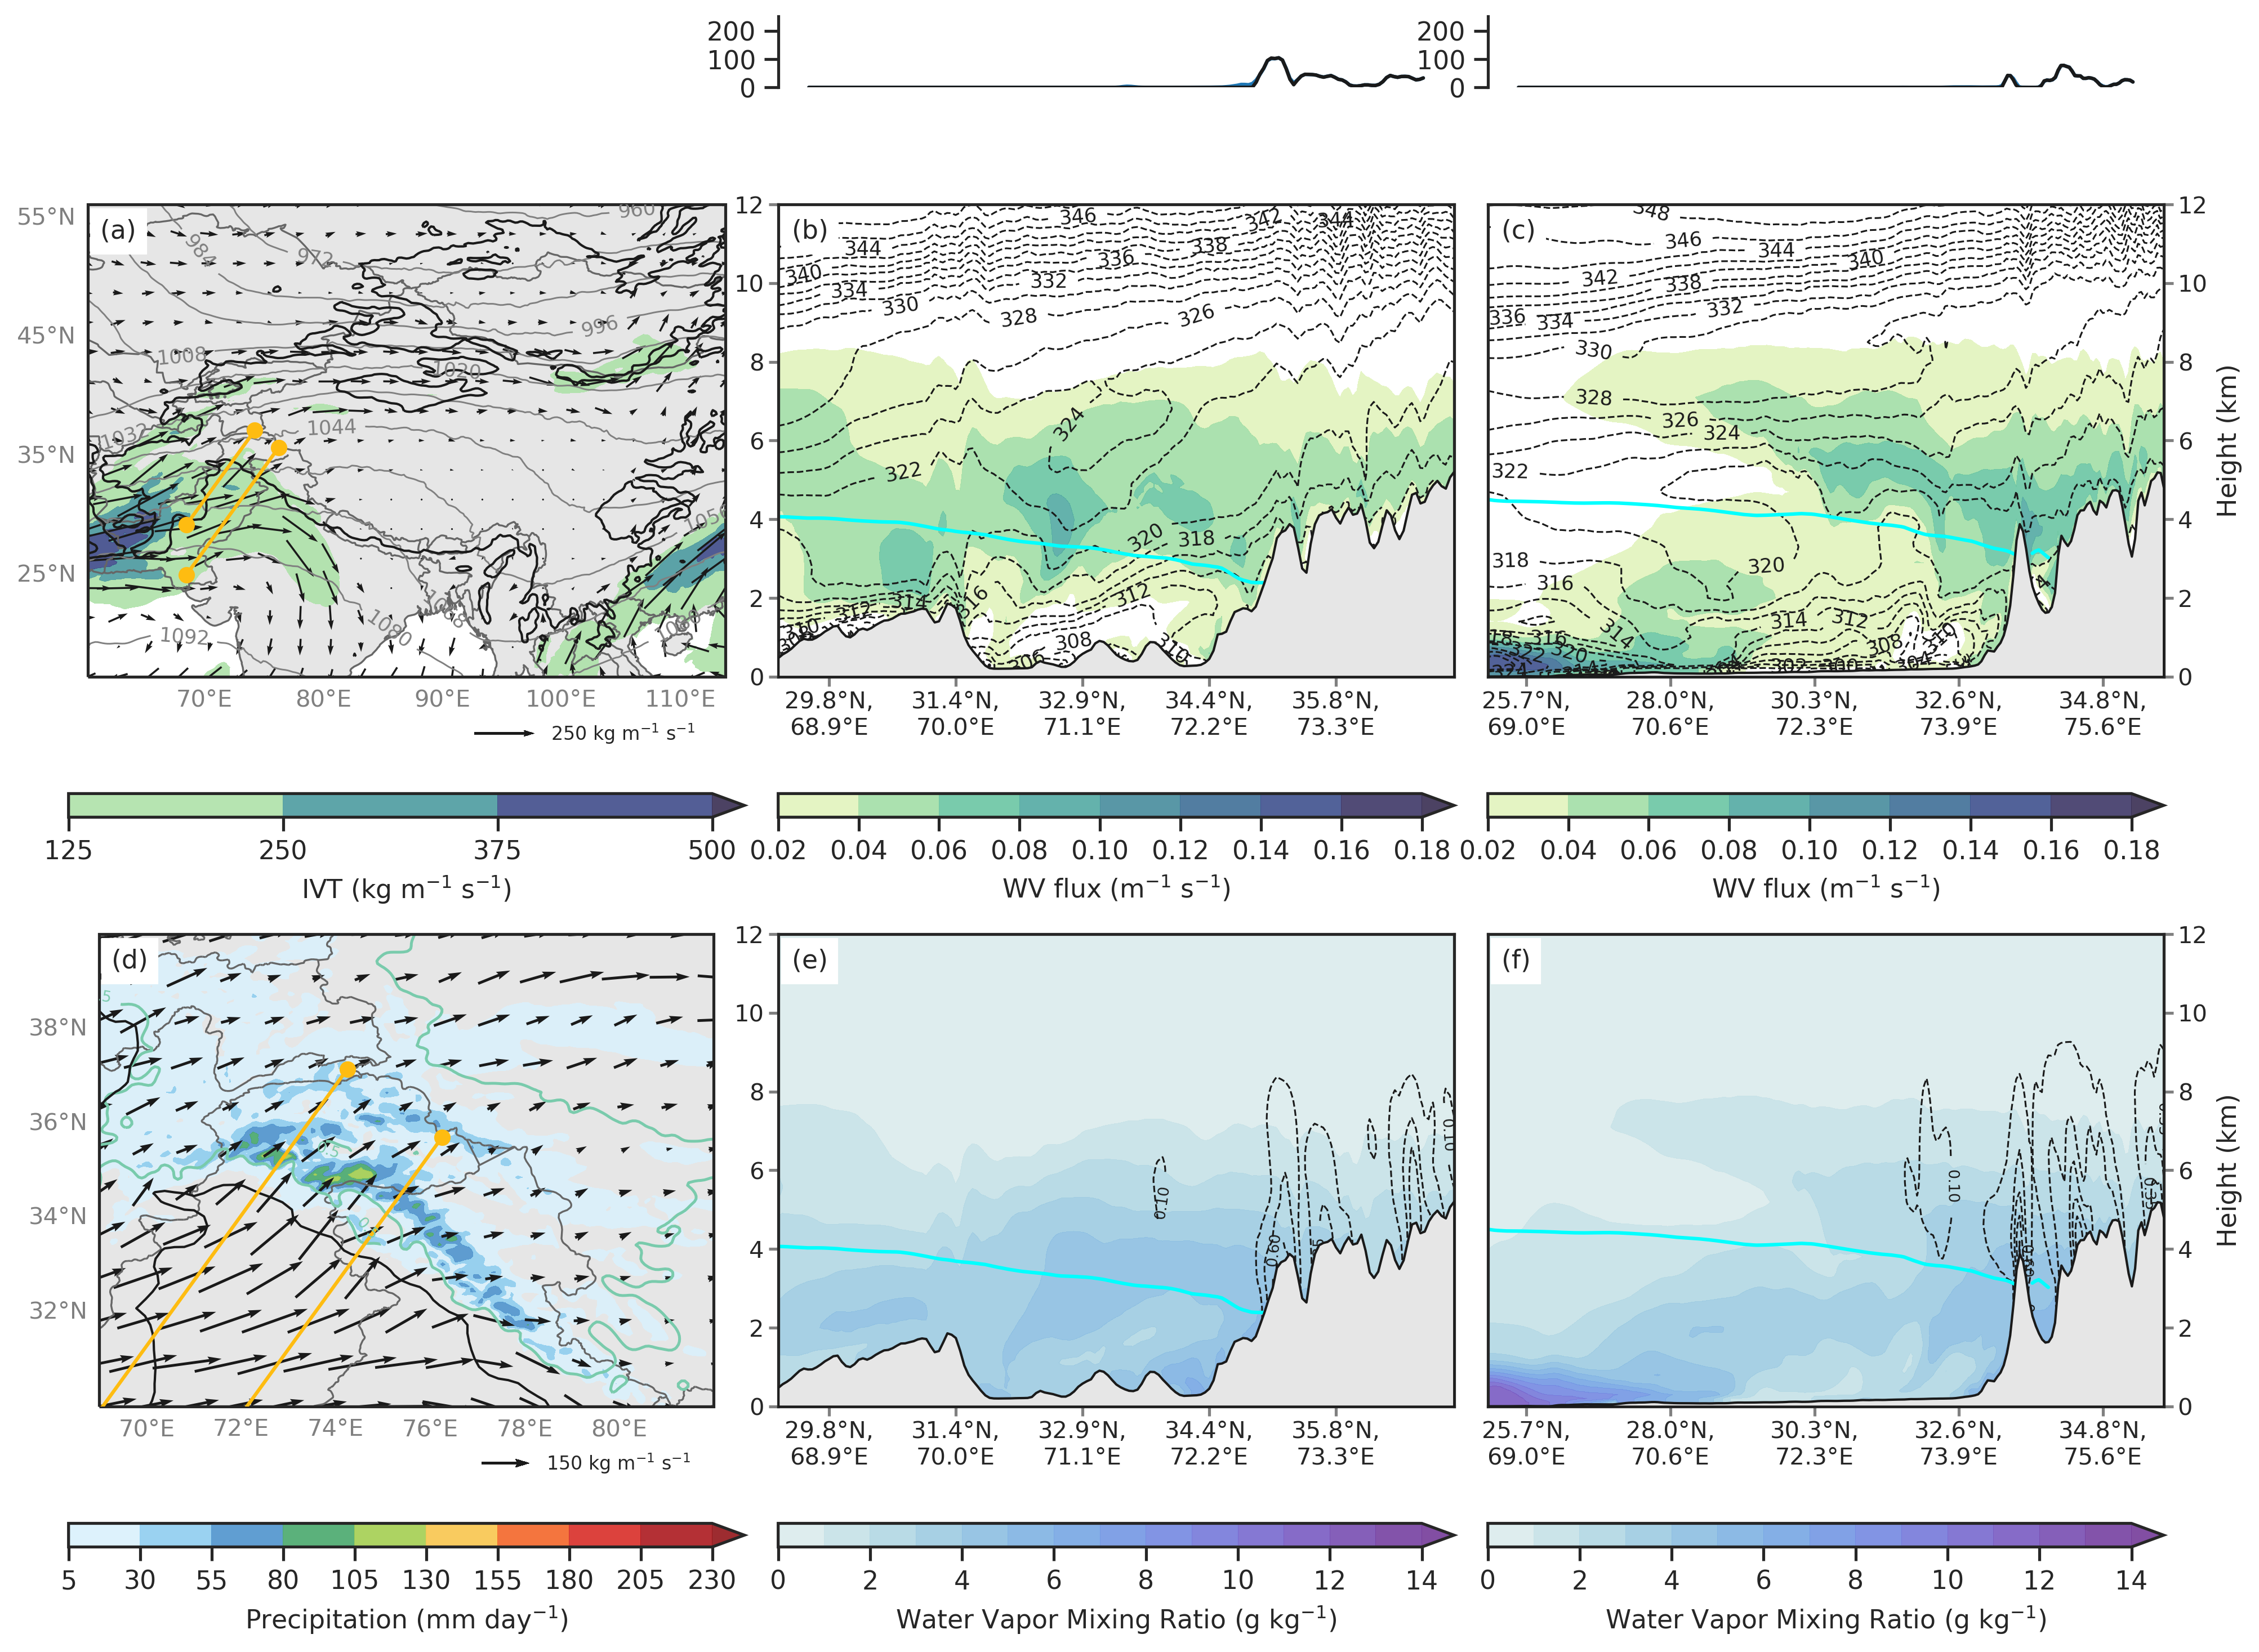 200
100
0
200
100
0
(a)
55°N
45°N
35°N
25°N
960
984
972
996
1008
1020
1032
1044
1056
1092
1080
1068
1080
70°E 80°E 90°E 100°E 110°E
250 kg m⁻¹ s⁻¹
(b)
12
10
8
6
4
2
0
346
342
344
344
338
336
340
332
334
330
328
326
324
322
320
318
316
314
312
312
310
308
306
29.8°N, 31.4°N, 32.9°N, 34.4°N, 35.8°N,
68.9°E 70.0°E 71.1°E 72.2°E 73.3°E
(c)
348
346
344
342
340
338
336
334
332
330
328
326
324
322
320
318
316
314
314
312
310
308
304
302
300
318
316
322
320
324
314
12
10
8
6
4
2
0
Height (km)
25.7°N, 28.0°N, 30.3°N, 32.6°N, 34.8°N,
69.0°E 70.6°E 72.3°E 73.9°E 75.6°E
125 250 375 500
IVT (kg m⁻¹ s⁻¹)
0.02 0.04 0.06 0.08 0.10 0.12 0.14 0.16 0.18
WV flux (m⁻¹ s⁻¹)
0.02 0.04 0.06 0.08 0.10 0.12 0.14 0.16 0.18
WV flux (m⁻¹ s⁻¹)
(d)
38°N
36°N
34°N
32°N
70°E 72°E 74°E 76°E 78°E 80°E
150 kg m⁻¹ s⁻¹
(e)
12
10
8
6
4
2
0
0.10
0.60
0.10
29.8°N, 31.4°N, 32.9°N, 34.4°N, 35.8°N,
68.9°E 70.0°E 71.1°E 72.2°E 73.3°E
(f)
0.10
12
10
8
6
4
2
0
Height (km)
25.7°N, 28.0°N, 30.3°N, 32.6°N, 34.8°N,
69.0°E 70.6°E 72.3°E 73.9°E 75.6°E
5 30 55 80 105 130 155 180 205 230
Precipitation (mm day⁻¹)
0 2 4 6 8 10 12 14
Water Vapor Mixing Ratio (g kg⁻¹)
0 2 4 6 8 10 12 14
Water Vapor Mixing Ratio (g kg⁻¹)